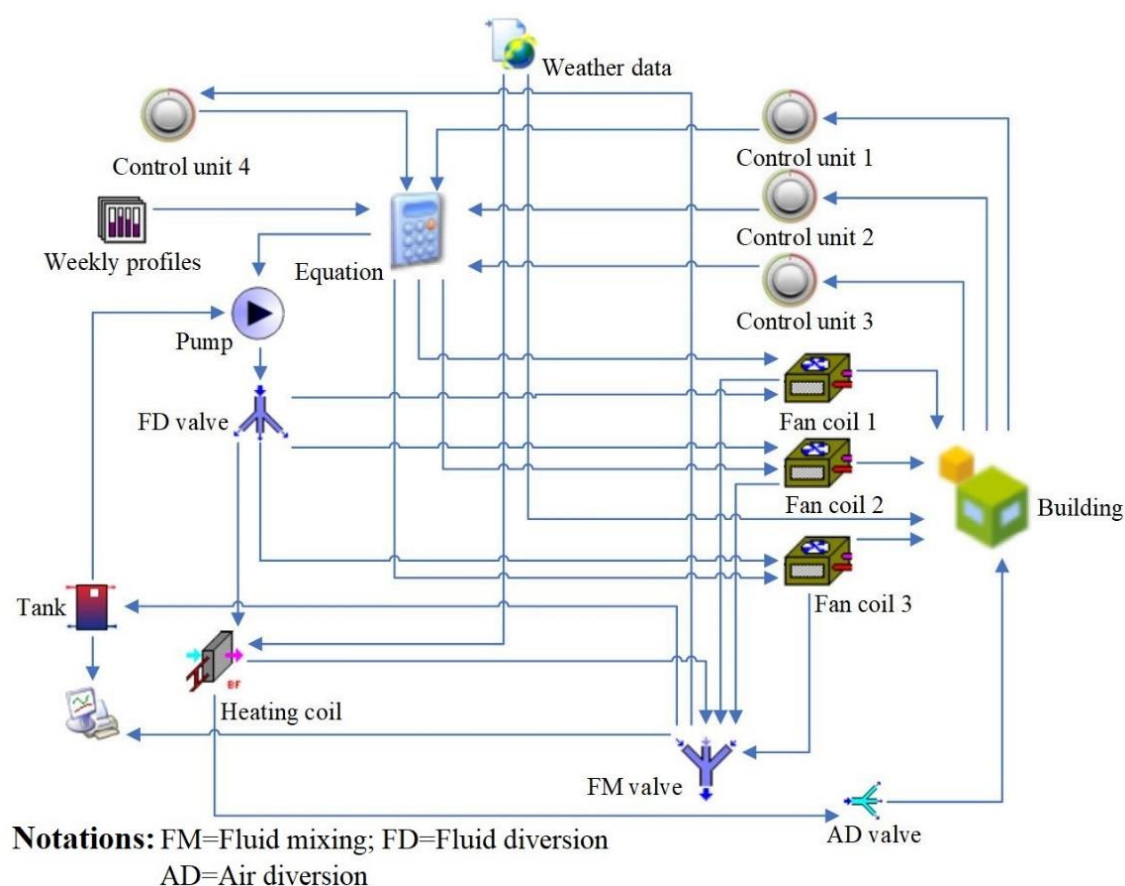 Weather data
Control unit 4
Control unit 1
Control unit 2
Weekly profiles
Equation
Control unit 3
Pump
FD valve
Fan coil 1
Fan coil 2
Building
Tank
Fan coil 3
BF
Heating coil
FM valve
AD valve
Notations: FM=Fluid mixing; FD=Fluid diversion
AD=Air diversion